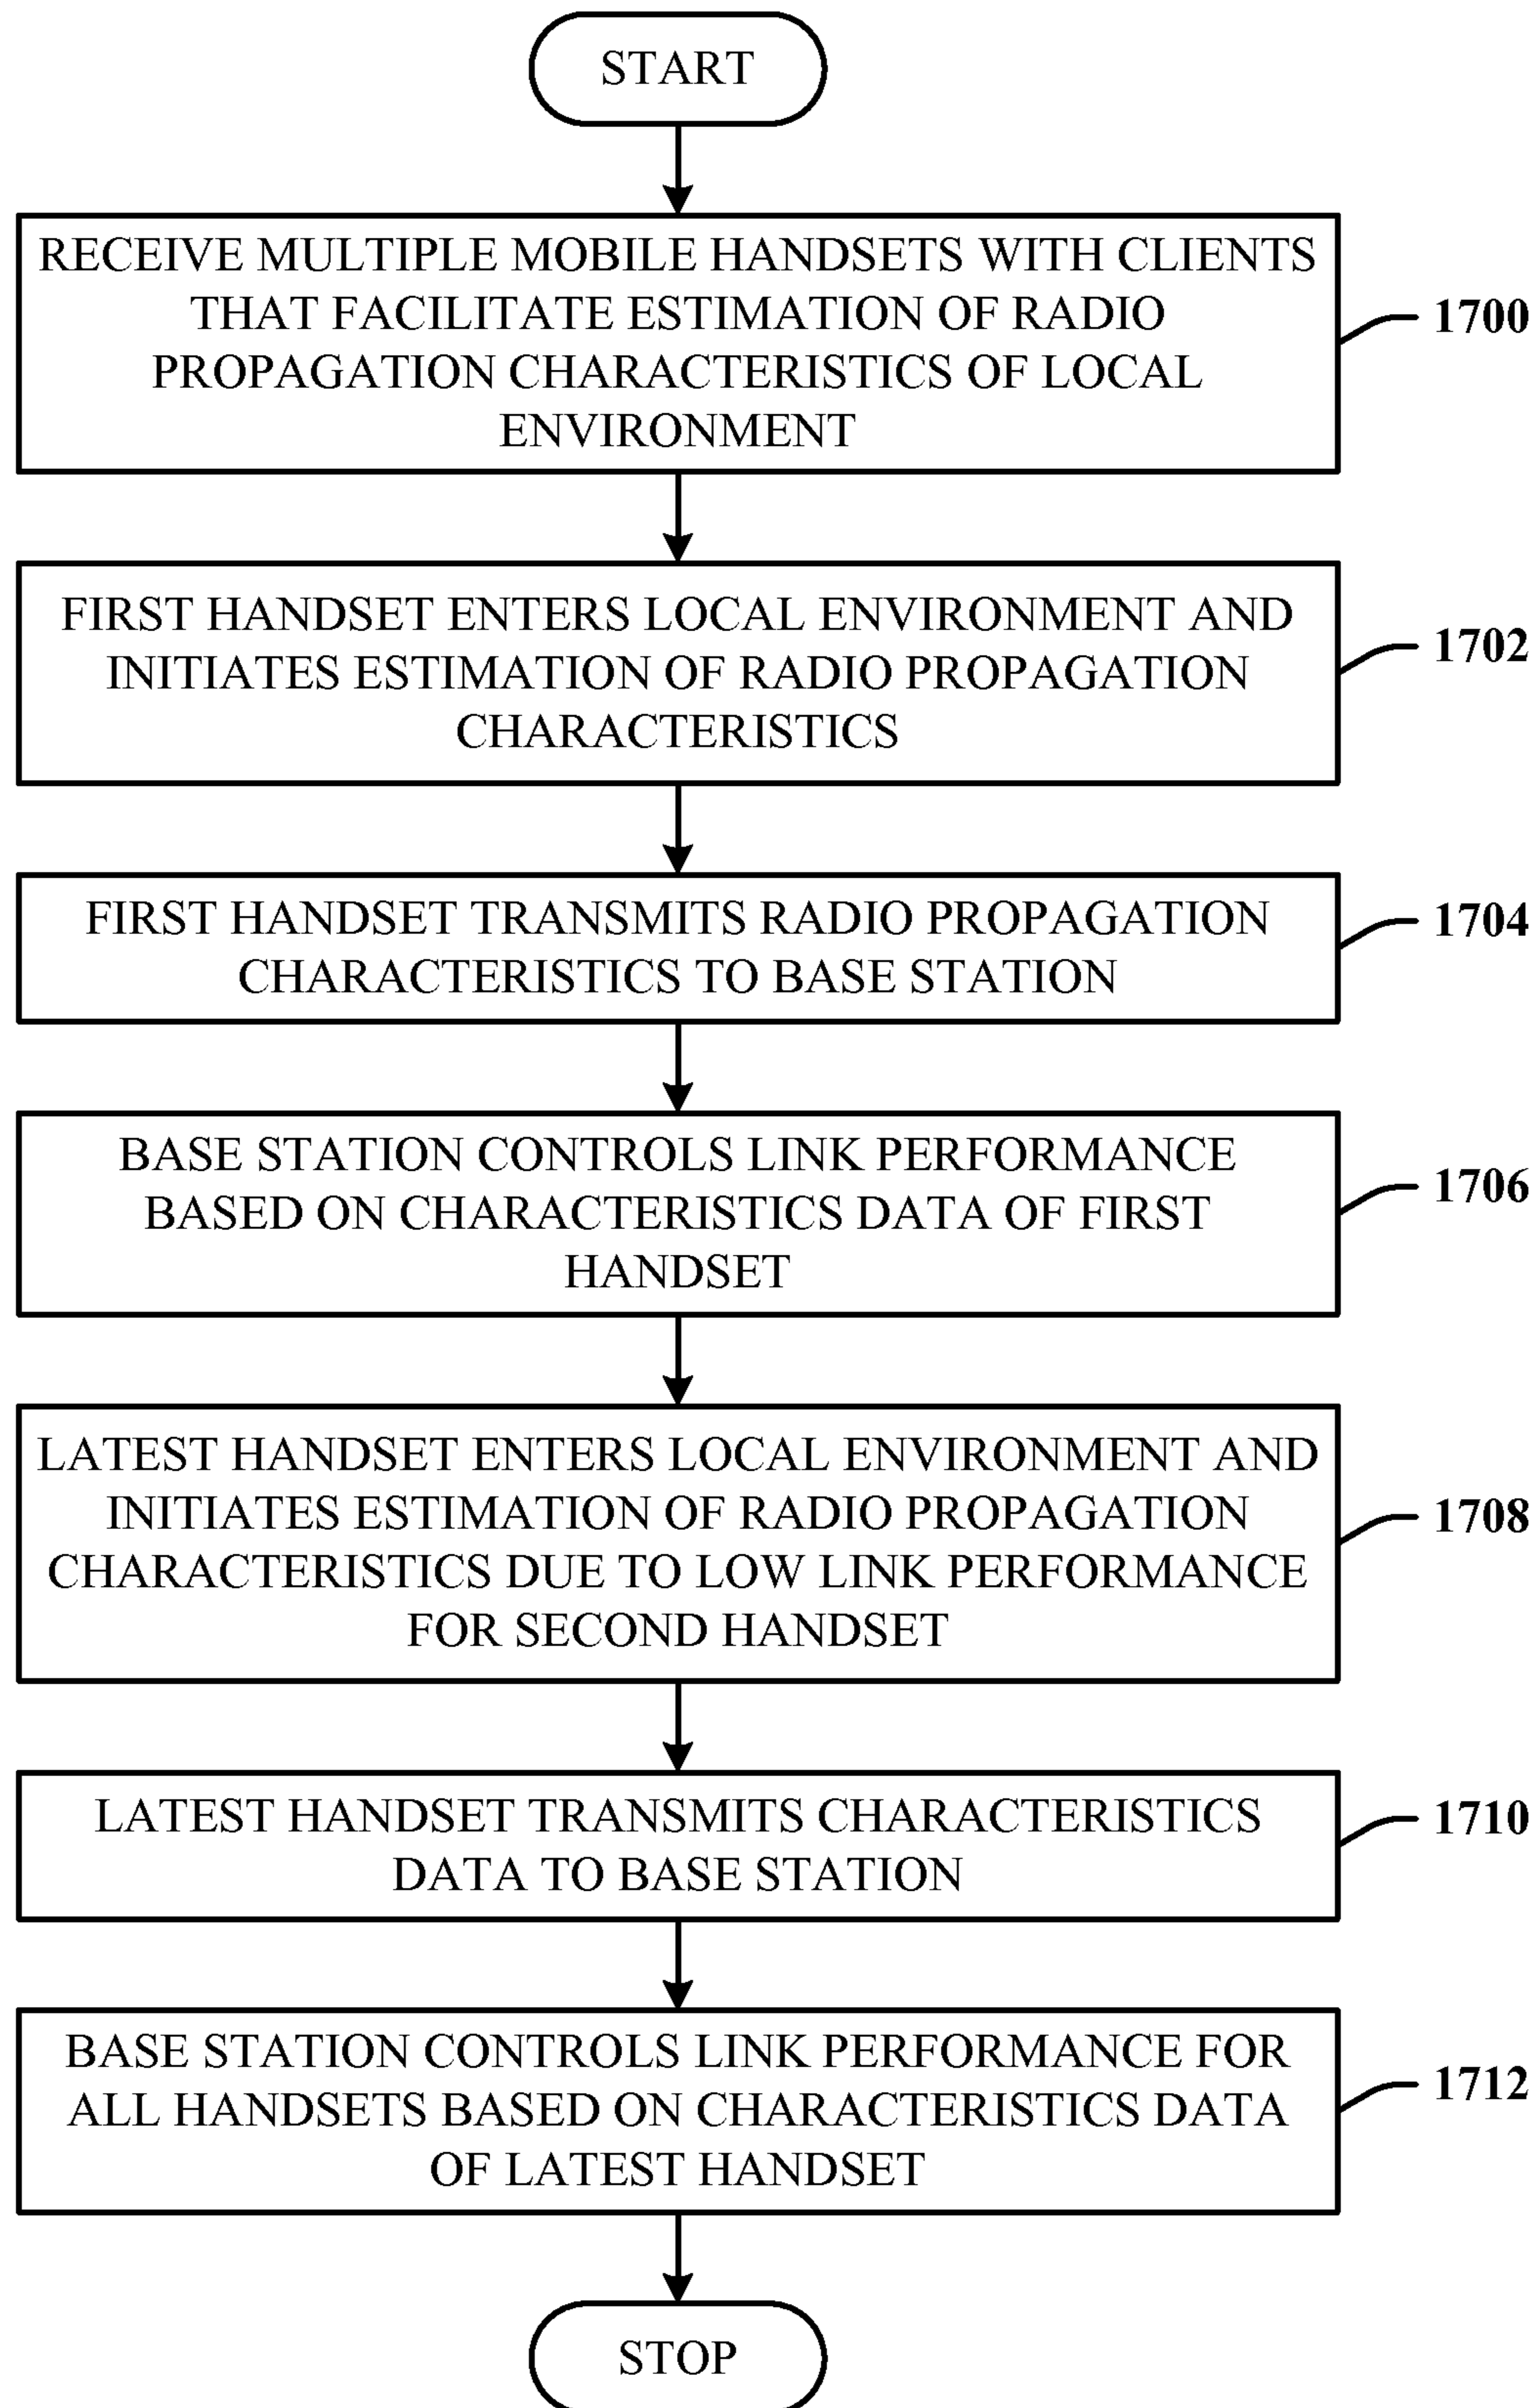 START
RECEIVE MULTIPLE MOBILE HANDSETS WITH CLIENTS
THAT FACILITATE ESTIMATION OF RADIO
PROPAGATION CHARACTERISTICS OF LOCAL
ENVIRONMENT
1700
FIRST HANDSET ENTERS LOCAL ENVIRONMENT AND
INITIATES ESTIMATION OF RADIO PROPAGATION
CHARACTERISTICS
1702
FIRST HANDSET TRANSMITS RADIO PROPAGATION
CHARACTERISTICS TO BASE STATION
1704
BASE STATION CONTROLS LINK PERFORMANCE
BASED ON CHARACTERISTICS DATA OF FIRST
HANDSET
1706
LATEST HANDSET ENTERS LOCAL ENVIRONMENT AND
INITIATES ESTIMATION OF RADIO PROPAGATION
CHARACTERISTICS DUE TO LOW LINK PERFORMANCE
FOR SECOND HANDSET
1708
LATEST HANDSET TRANSMITS CHARACTERISTICS
DATA TO BASE STATION
1710
BASE STATION CONTROLS LINK PERFORMANCE FOR
ALL HANDSETS BASED ON CHARACTERISTICS DATA
OF LATEST HANDSET
1712
STOP